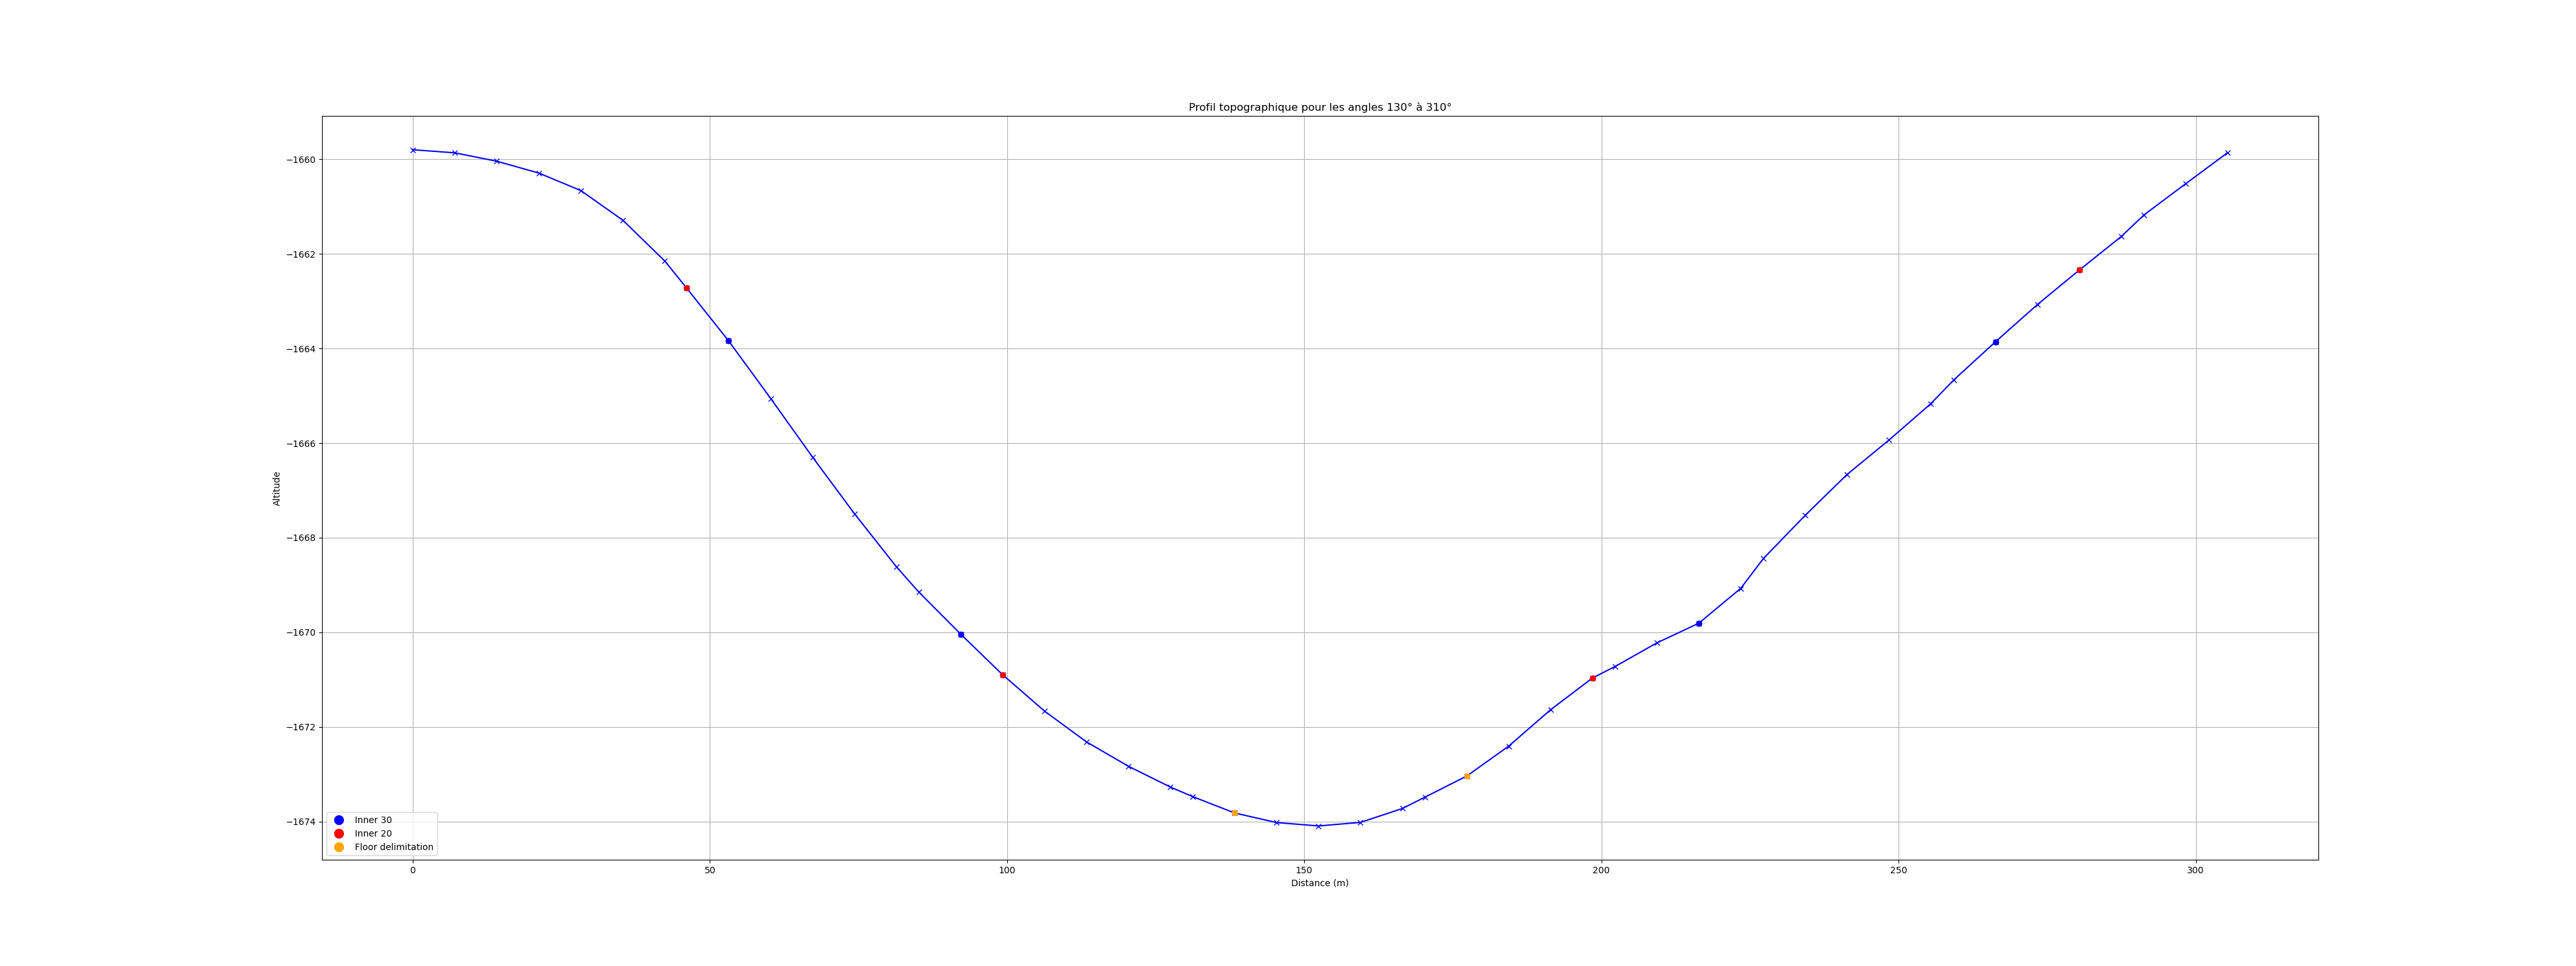 Profil topographique pour les angles 130° à 310°
−1660
−1662
−1664
−1666
−1668
−1670
−1672
−1674
Altitude
Inner 30
Inner 20
Floor delimitation
0 50 100 150 200 250 300
Distance (m)